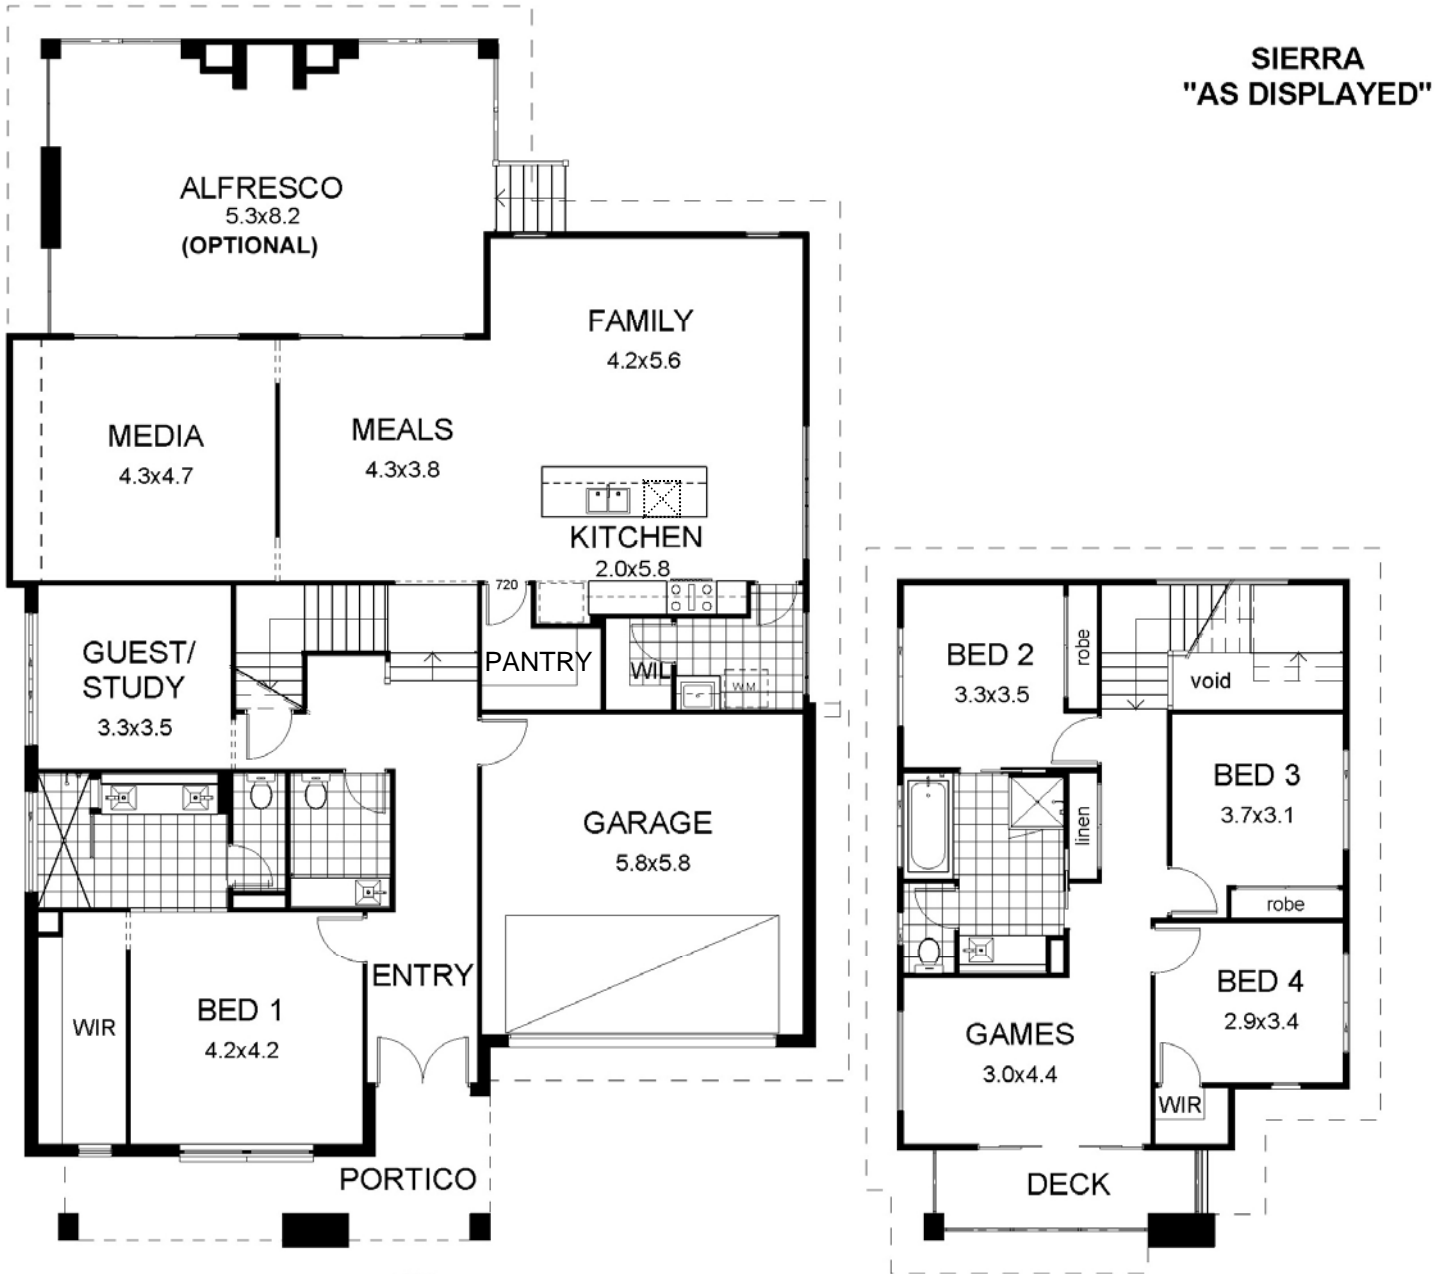 SIERRA
"AS DISPLAYED"
ALFRESCO
5.3x8.2
(OPTIONAL)
FAMILY
4.2x5.6
MEDIA
4.3x4.7
MEALS
4.3x3.8
KITCHEN
2.0x5.8
720
GUEST/
STUDY
3.3x3.5
PANTRY
WIL
W.M
GARAGE
5.8x5.8
ENTRY
WIR
BED 1
4.2x4.2
PORTICO
BED 2
3.3x3.5
robe
void
BED 3
3.7x3.1
linen
robe
BED 4
2.9x3.4
GAMES
3.0x4.4
WIR
DECK